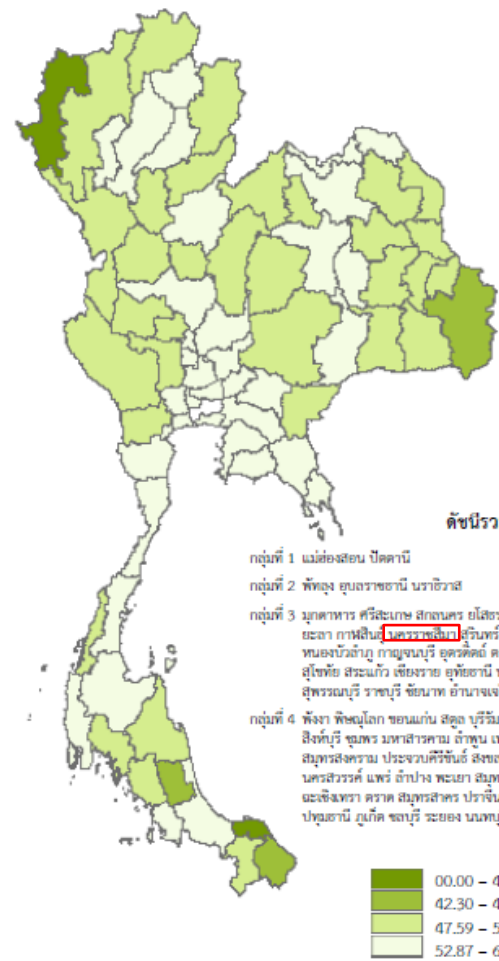 ดัชนีรว
กลุ่มที่ 1 แม่ฮ่องสอน ปัตตานี
กลุ่มที่ 2 พัทลุง อุบลราชธานี นราธิวาส
กลุ่มที่ 3 มุกดาหาร ศรีสะเกษ สกลนคร ยโสธร
ยะลา กาฬสินธุ์ นครราชสีมา สุรินทร์
หนองบัวลำภู กาญจนบุรี อุตรดิตถ์ ต
สุโขทัย สระแก้ว เชียงราย อุทัยธานี
สุพรรณบุรี ราชบุรี ชัยนาท อำนาจเจ
กลุ่มที่ 4 พังงา พิษณุโลก ขอนแก่น สตูล บุรีรัม
สิงห์บุรี ชุมพร มหาสารคาม ลำพูน เ
สมุทรสงคราม ประจวบคีรีขันธ์ สงขล
นครสวรรค์ แพร่ ลำปาง พะเยา สมุท
ฉะเชิงเทรา ตราด สมุทรสาคร ปราจีน
ปทุมธานี ภูเก็ต ชลบุรี ระยอง นนทบุ
00.00 – 4
42.30 – 4
47.59 – 5
52.87 – 6